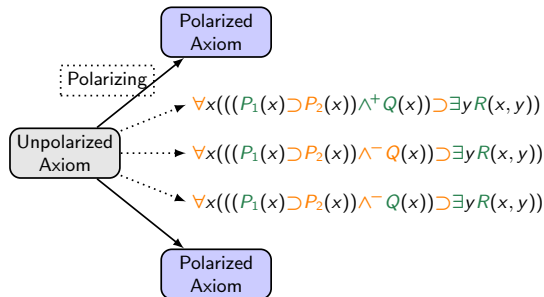 Polarized
Axiom
Polarizing
∀x(((P₁(x)⊃P₂(x))∧⁺Q(x))⊃∃yR(x,y))
Unpolarized
Axiom
∀x(((P₁(x)⊃P₂(x))∧⁻Q(x))⊃∃yR(x,y))
∀x(((P₁(x)⊃P₂(x))∧⁻Q(x))⊃∃yR(x,y))
Polarized
Axiom